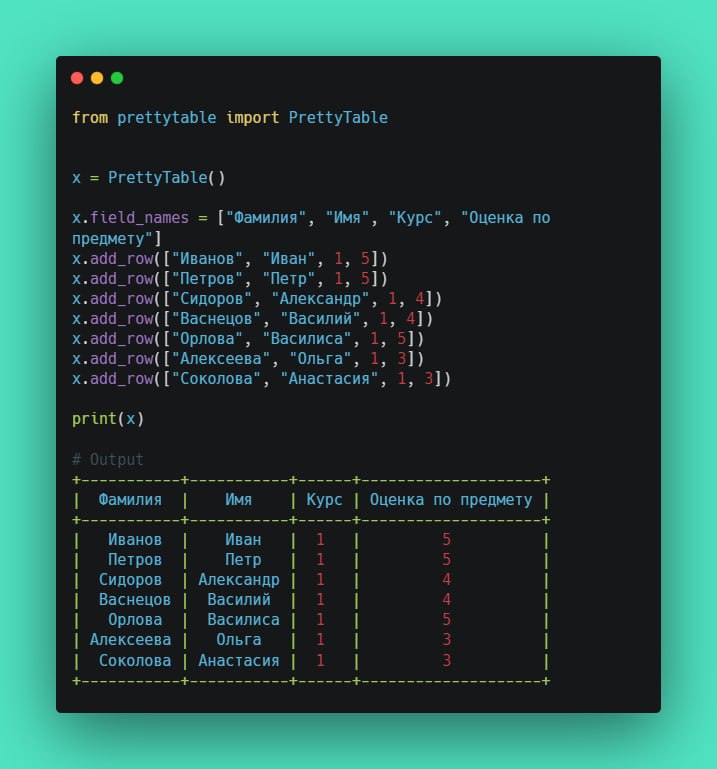 from prettytable import PrettyTable
x = PrettyTable()
x.field_names = ["Фамилия", "Имя", "Курс", "Оценка по
предмету"]
x.add_row(["Иванов", "Иван", 1, 5])
x.add_row(["Петров", "Петр", 1, 5])
x.add_row(["Сидоров", "Александр", 1, 4])
x.add_row(["Васнецов", "Василий", 1, 4])
x.add_row(["Орлова", "Василиса", 1, 5])
x.add_row(["Алексеева", "Ольга", 1, 3])
x.add_row(["Соколова", "Анастасия", 1, 3])
print(x)
# Output
+-----------+-----------+------+--------------------+
|  Фамилия  |    Имя    | Курс | Оценка по предмету |
+-----------+-----------+------+--------------------+
|   Иванов  |    Иван   |  1   |         5          |
|   Петров  |    Петр   |  1   |         5          |
|  Сидоров  | Александр |  1   |         4          |
|  Васнецов |  Василий  |  1   |         4          |
|   Орлова  |  Василиса |  1   |         5          |
| Алексеева |   Ольга   |  1   |         3          |
|  Соколова | Анастасия |  1   |         3          |
+-----------+-----------+------+--------------------+